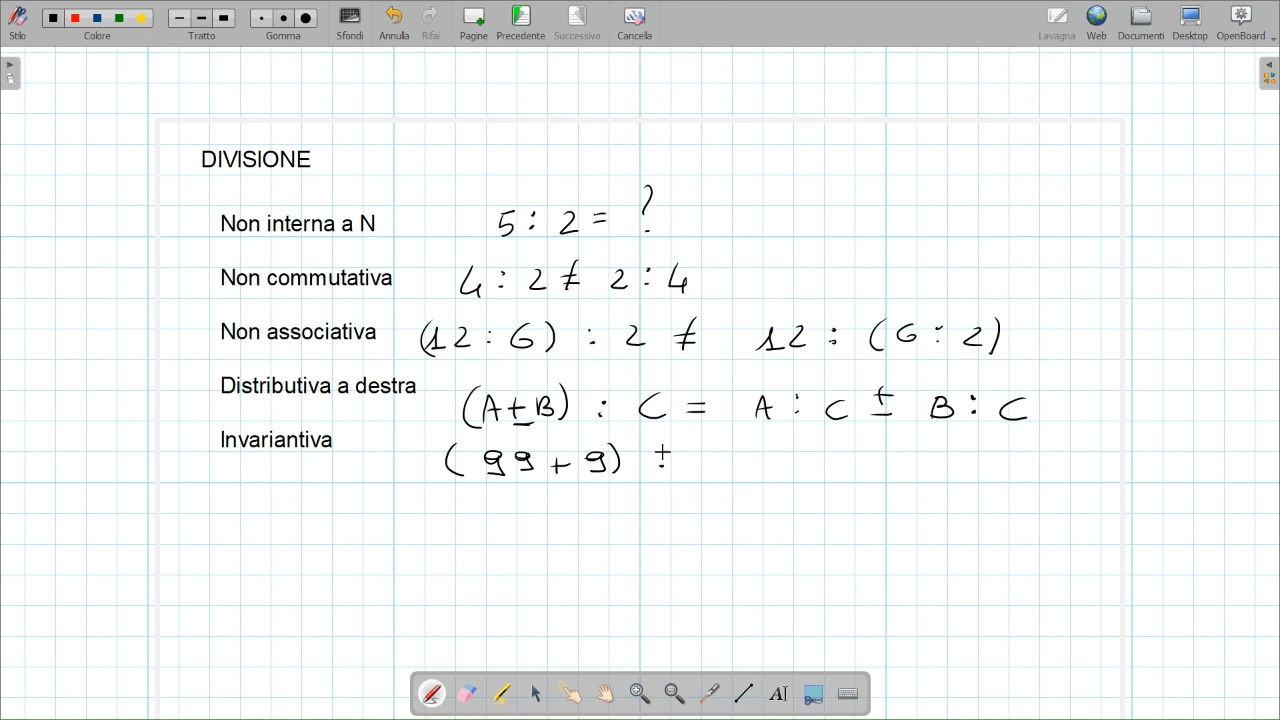 Stilo Colore Tratto Gomma Sfondi Annulla Rifai Pagine Precedente Successivo Cancella Lavagna Web Documenti Desktop OpenBoard
DIVISIONE
Non interna a N 5 : 2 = ?
Non commutativa 4 : 2 ≠ 2 : 4
Non associativa (12 : 6) : 2 ≠ 12 : (6 : 2)
Distributiva a destra (A ± B) : C = A : C ± B : C
Invariantiva (99 + 9) :